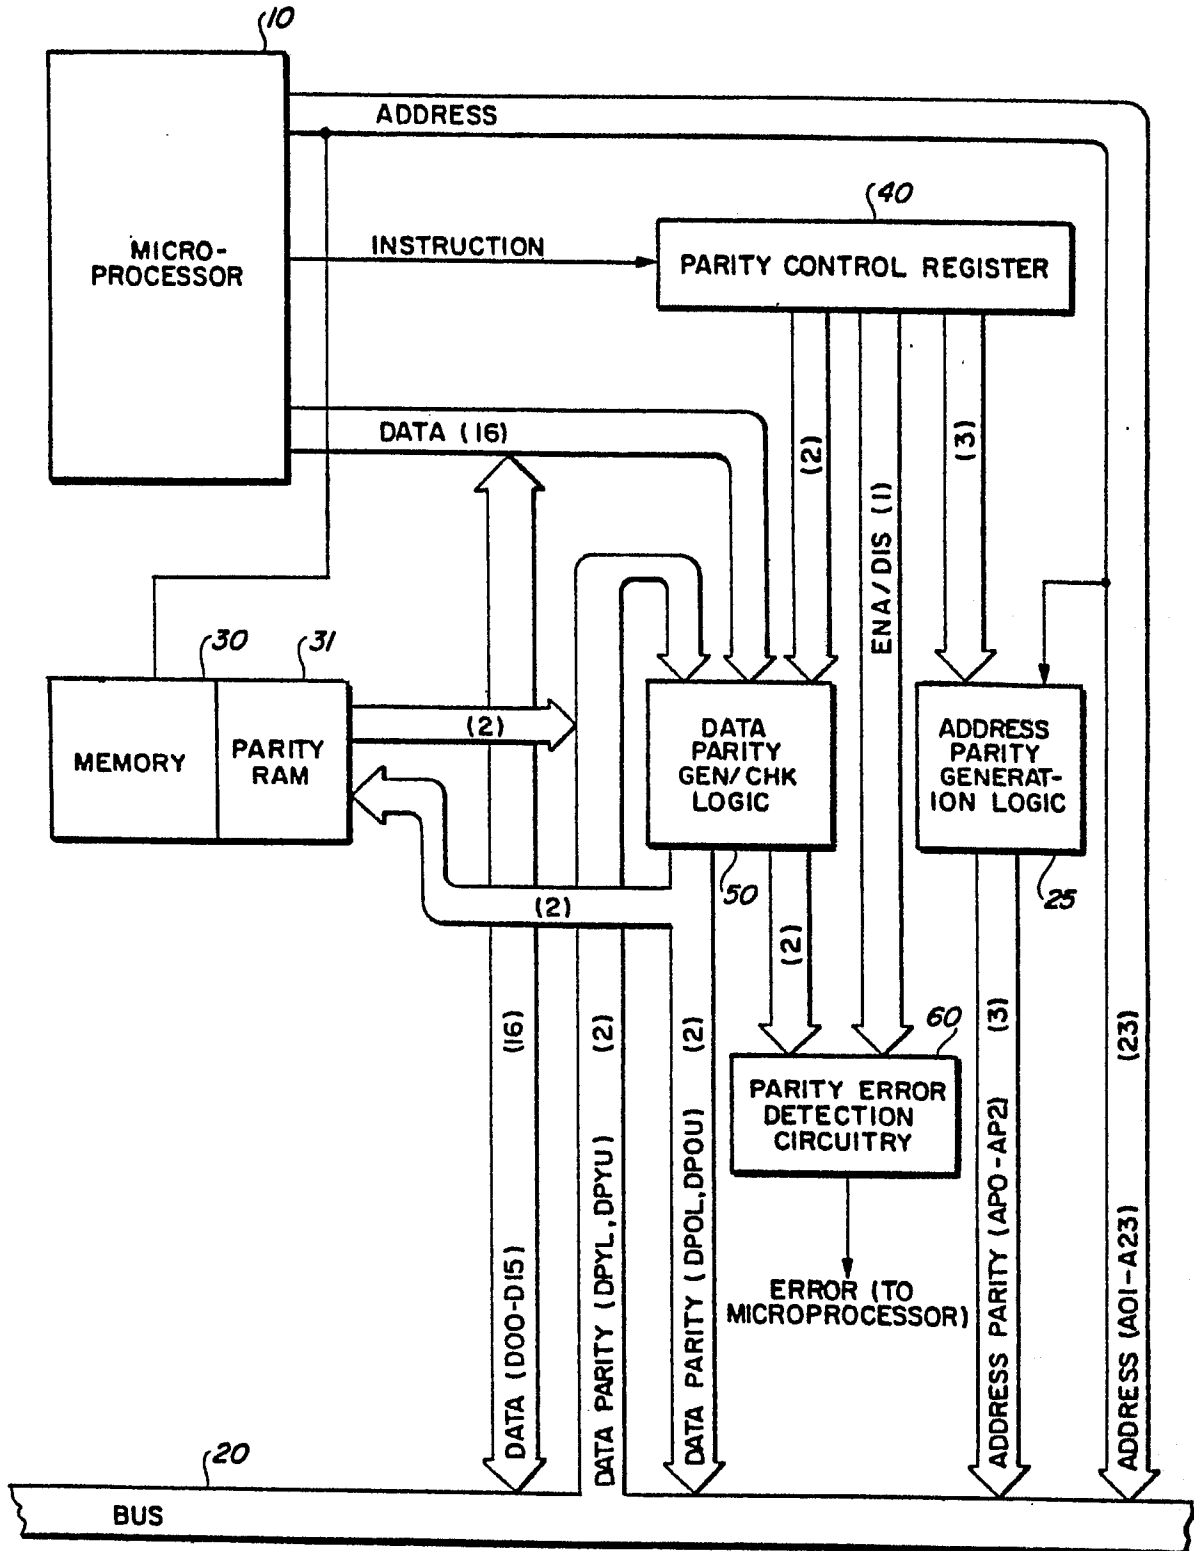 10
ADDRESS
40
MICRO-
PROCESSOR
INSTRUCTION
PARITY CONTROL REGISTER
DATA (16)
(2)
ENA/DIS (1)
(3)
30
31
MEMORY
PARITY
RAM
(2)
DATA
PARITY
GEN/CHK
LOGIC
ADDRESS
PARITY
GENERAT-
ION LOGIC
50
25
(2)
(2)
DATA (D00-D15) (16)
DATA PARITY (DPYL,DPYU) (2)
DATA PARITY (DPOL,DPOU) (2)
60
PARITY ERROR
DETECTION
CIRCUITRY
ERROR (TO
MICROPROCESSOR)
ADDRESS PARITY (AP0-AP2) (3)
ADDRESS (A01-A23) (23)
20
BUS